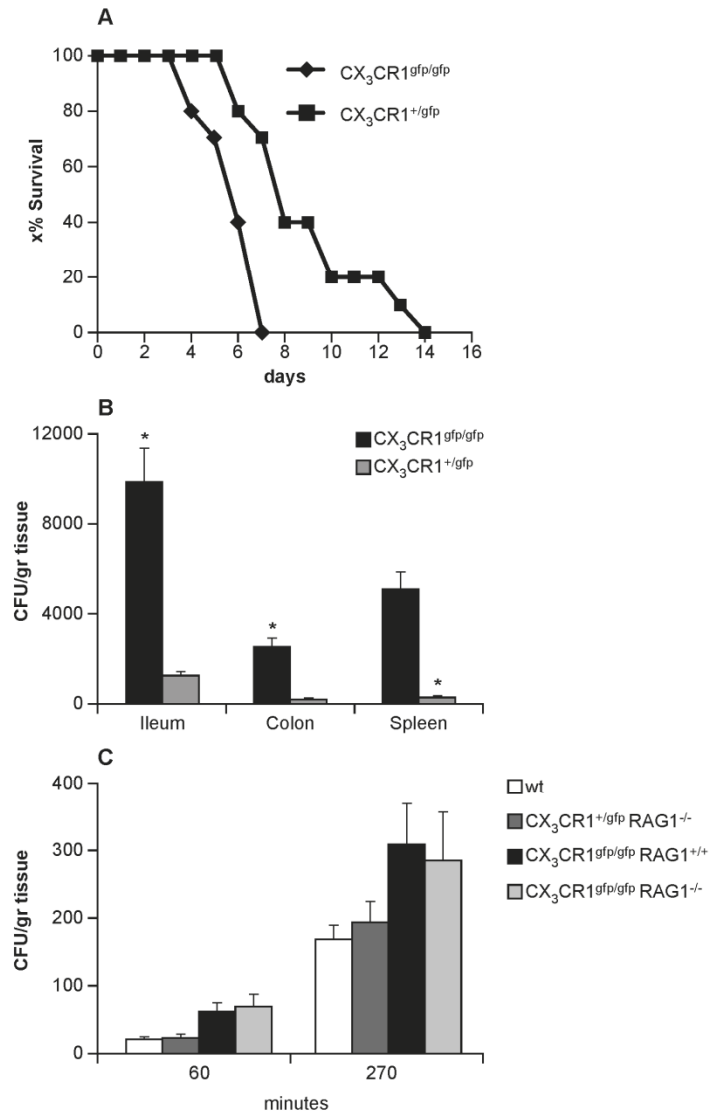 A
100
80
60
40
20
0
x% Survival
0 2 4 6 8 10 12 14 16
days
CX₃CR1ᵍᶠᵖ/ᵍᶠᵖ
CX₃CR1⁺/ᵍᶠᵖ
B
12000
8000
4000
0
CFU/gr tissue
* * *
Ileum Colon Spleen
CX₃CR1ᵍᶠᵖ/ᵍᶠᵖ
CX₃CR1⁺/ᵍᶠᵖ
C
400
300
200
100
0
CFU/gr tissue
60 270
minutes
wt
CX₃CR1⁺/ᵍᶠᵖ RAG1⁻/⁻
CX₃CR1ᵍᶠᵖ/ᵍᶠᵖ RAG1⁺/⁺
CX₃CR1ᵍᶠᵖ/ᵍᶠᵖ RAG1⁻/⁻